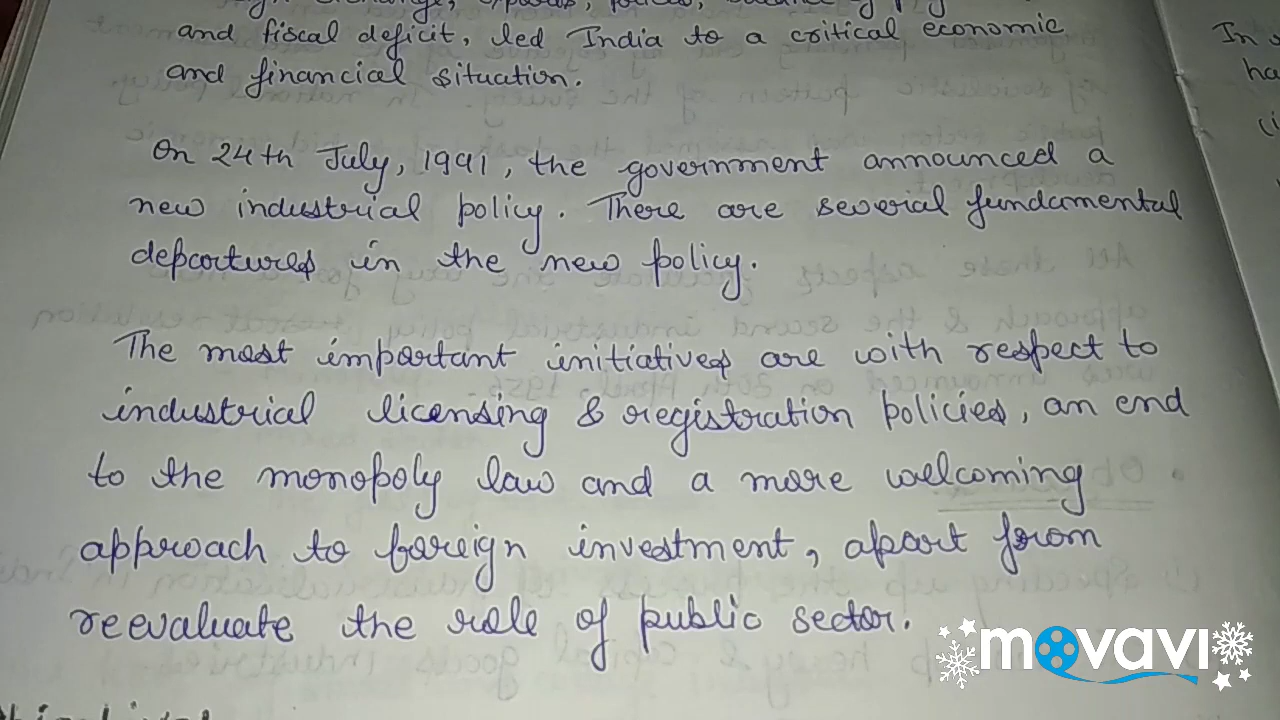 and fiscal deficit, led India to a critical economic
and financial situation.
On 24th July, 1991, the government announced a
new industrial policy. There are several fundamental
departures in the new policy.
The most important initiatives are with respect to
industrial licensing & registration policies, an end
to the monopoly law and a more welcoming
approach to foreign investment, apart from
reevaluate the role of public sector.
In
ha
(i
movavi